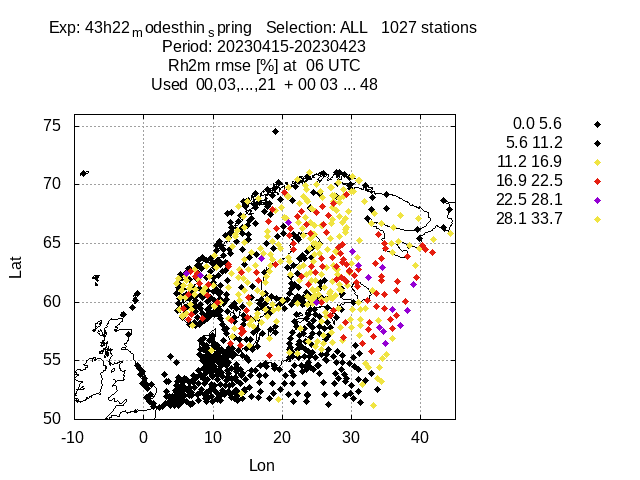 Exp: 43h22modesthinspring   Selection: ALL   1027 stations
Period: 20230415-20230423
Rh2m rmse [%] at  06 UTC
Used  00,03,...,21  + 00 03 ... 48
0.0 5.6
5.6 11.2
11.2 16.9
16.9 22.5
22.5 28.1
28.1 33.7
75
70
65
60
55
50
Lat
-10 0 10 20 30 40
Lon